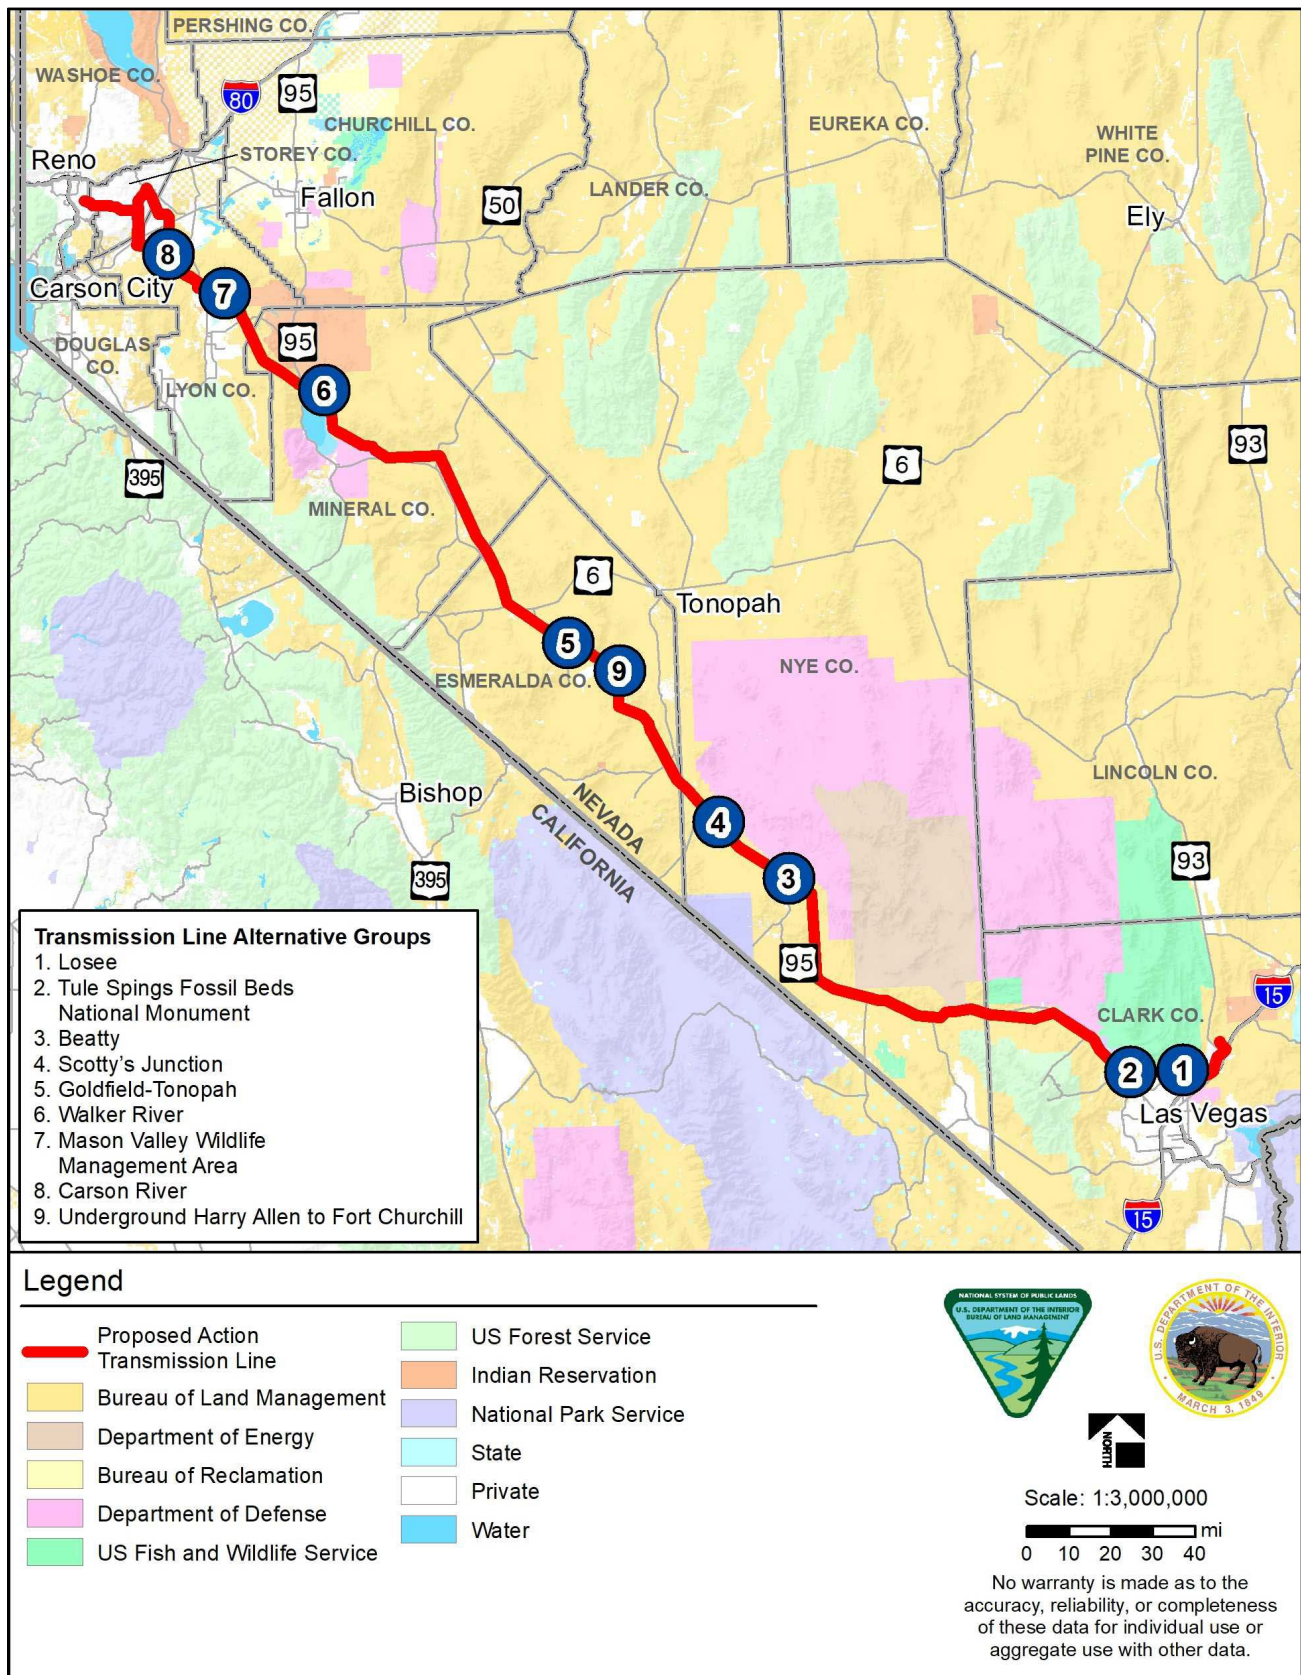 PERSHING CO.
WASHOE CO.
80
95
CHURCHILL CO.
EUREKA CO.
WHITE
PINE CO.
Reno
STOREY CO.
LANDER CO.
Fallon
50
Ely
8
Carson City
7
95
DOUGLAS
CO.
LYON CO.
6
93
6
395
MINERAL CO.
6
Tonopah
5
9
NYE CO.
ESMERALDA CO.
LINCOLN CO.
Bishop
NEVADA
CALIFORNIA
4
93
3
395
95
15
CLARK CO.
2
1
Las Vegas
15
Transmission Line Alternative Groups
1. Losee
2. Tule Spings Fossil Beds
National Monument
3. Beatty
4. Scotty's Junction
5. Goldfield-Tonopah
6. Walker River
7. Mason Valley Wildlife
Management Area
8. Carson River
9. Underground Harry Allen to Fort Churchill
Legend
Proposed Action
Transmission Line
Bureau of Land Management
Department of Energy
Bureau of Reclamation
Department of Defense
US Fish and Wildlife Service
US Forest Service
Indian Reservation
National Park Service
State
Private
Water
NATIONAL SYSTEM OF PUBLIC LANDS
U.S. DEPARTMENT OF THE INTERIOR
BUREAU OF LAND MANAGEMENT
U.S. DEPARTMENT OF THE INTERIOR
MARCH 3, 1849
NORTH
Scale: 1:3,000,000
mi
0 10 20 30 40
No warranty is made as to the
accuracy, reliability, or completeness
of these data for individual use or
aggregate use with other data.